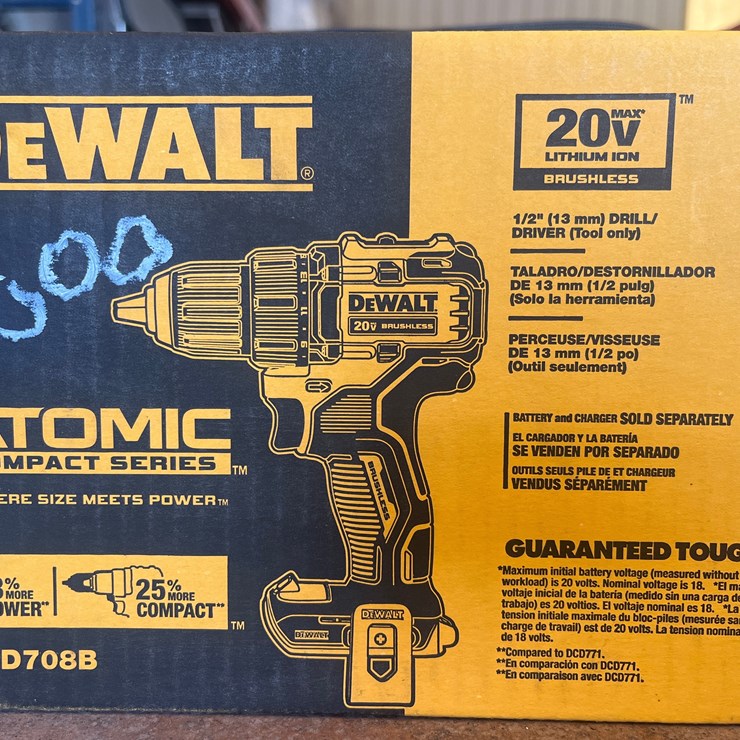 DEWALT®
20V MAX* TM
LITHIUM ION
BRUSHLESS
1/2" (13 mm) DRILL/
DRIVER (Tool only)
TALADRO/DESTORNILLADOR
DE 13 mm (1/2 pulg)
(Solo la herramienta)
PERCEUSE/VISSEUSE
DE 13 mm (1/2 po)
(Outil seulement)
DEWALT
20V BRUSHLESS
BATTERY and CHARGER SOLD SEPARATELY
EL CARGADOR Y LA BATERÍA
SE VENDEN POR SEPARADO
OUTILS SEULS PILE DE ET CHARGEUR
VENDUS SÉPARÉMENT
ATOMIC
OMPACT SERIES TM
ERE SIZE MEETS POWER TM
BRUSHLESS
% MORE
OWER**
25% MORE
COMPACT** TM
GUARANTEED TOUG
*Maximum initial battery voltage (measured without
workload) is 20 volts. Nominal voltage is 18. *El m
voltaje inicial de la batería (medido sin una carga de
trabajo) es 20 voltios. El voltaje nominal es 18. *La
tension initiale maximale du bloc-piles (mesurée sa
charge de travail) est de 20 volts. La tension nomina
de 18 volts.
**Compared to DCD771.
**En comparación con DCD771.
**En comparaison avec DCD771.
DEWALT
DEWALT
D708B